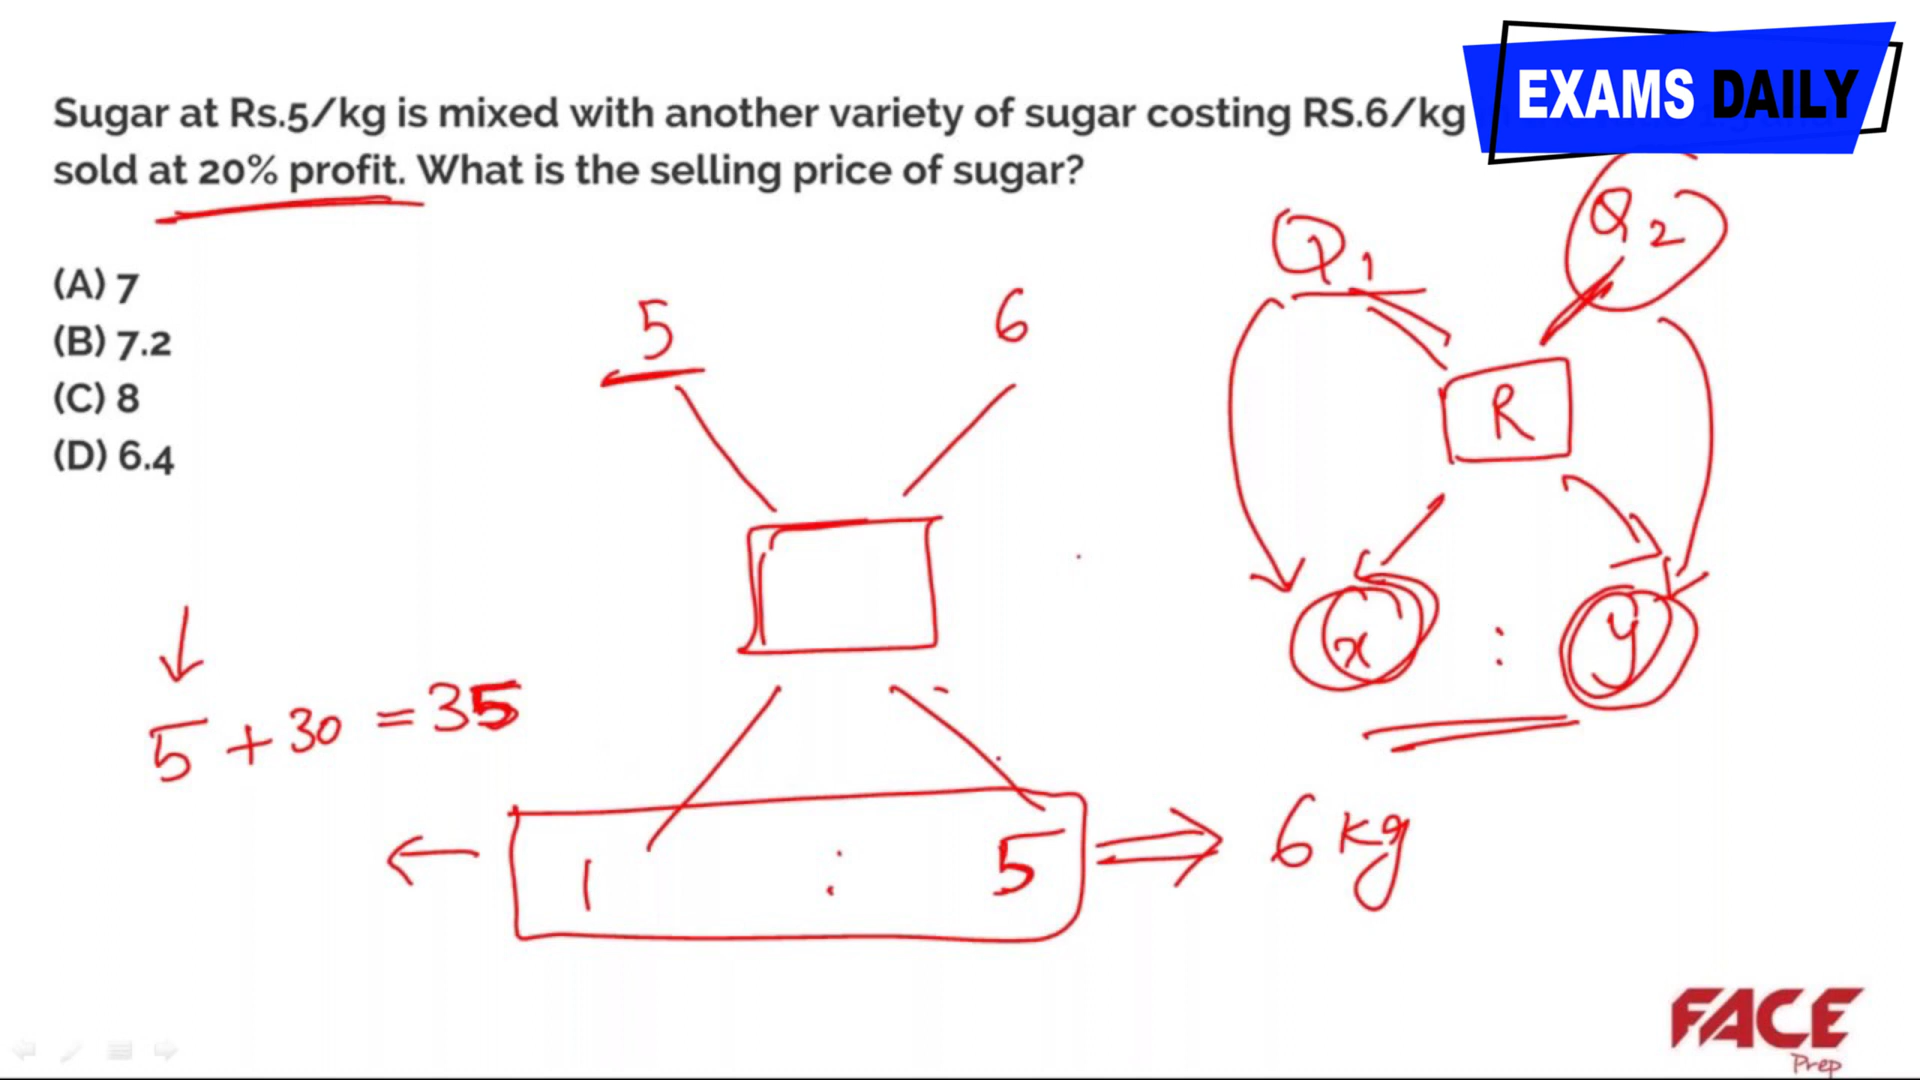 EXAMS DAILY
Sugar at Rs.5/kg is mixed with another variety of sugar costing RS.6/kg
sold at 20% profit. What is the selling price of sugar?
(A) 7
(B) 7.2
(C) 8
(D) 6.4
5 6
Q1 Q2
R
x : y
5 + 30 = 35
1 : 5 6 kg
FACE
Prep